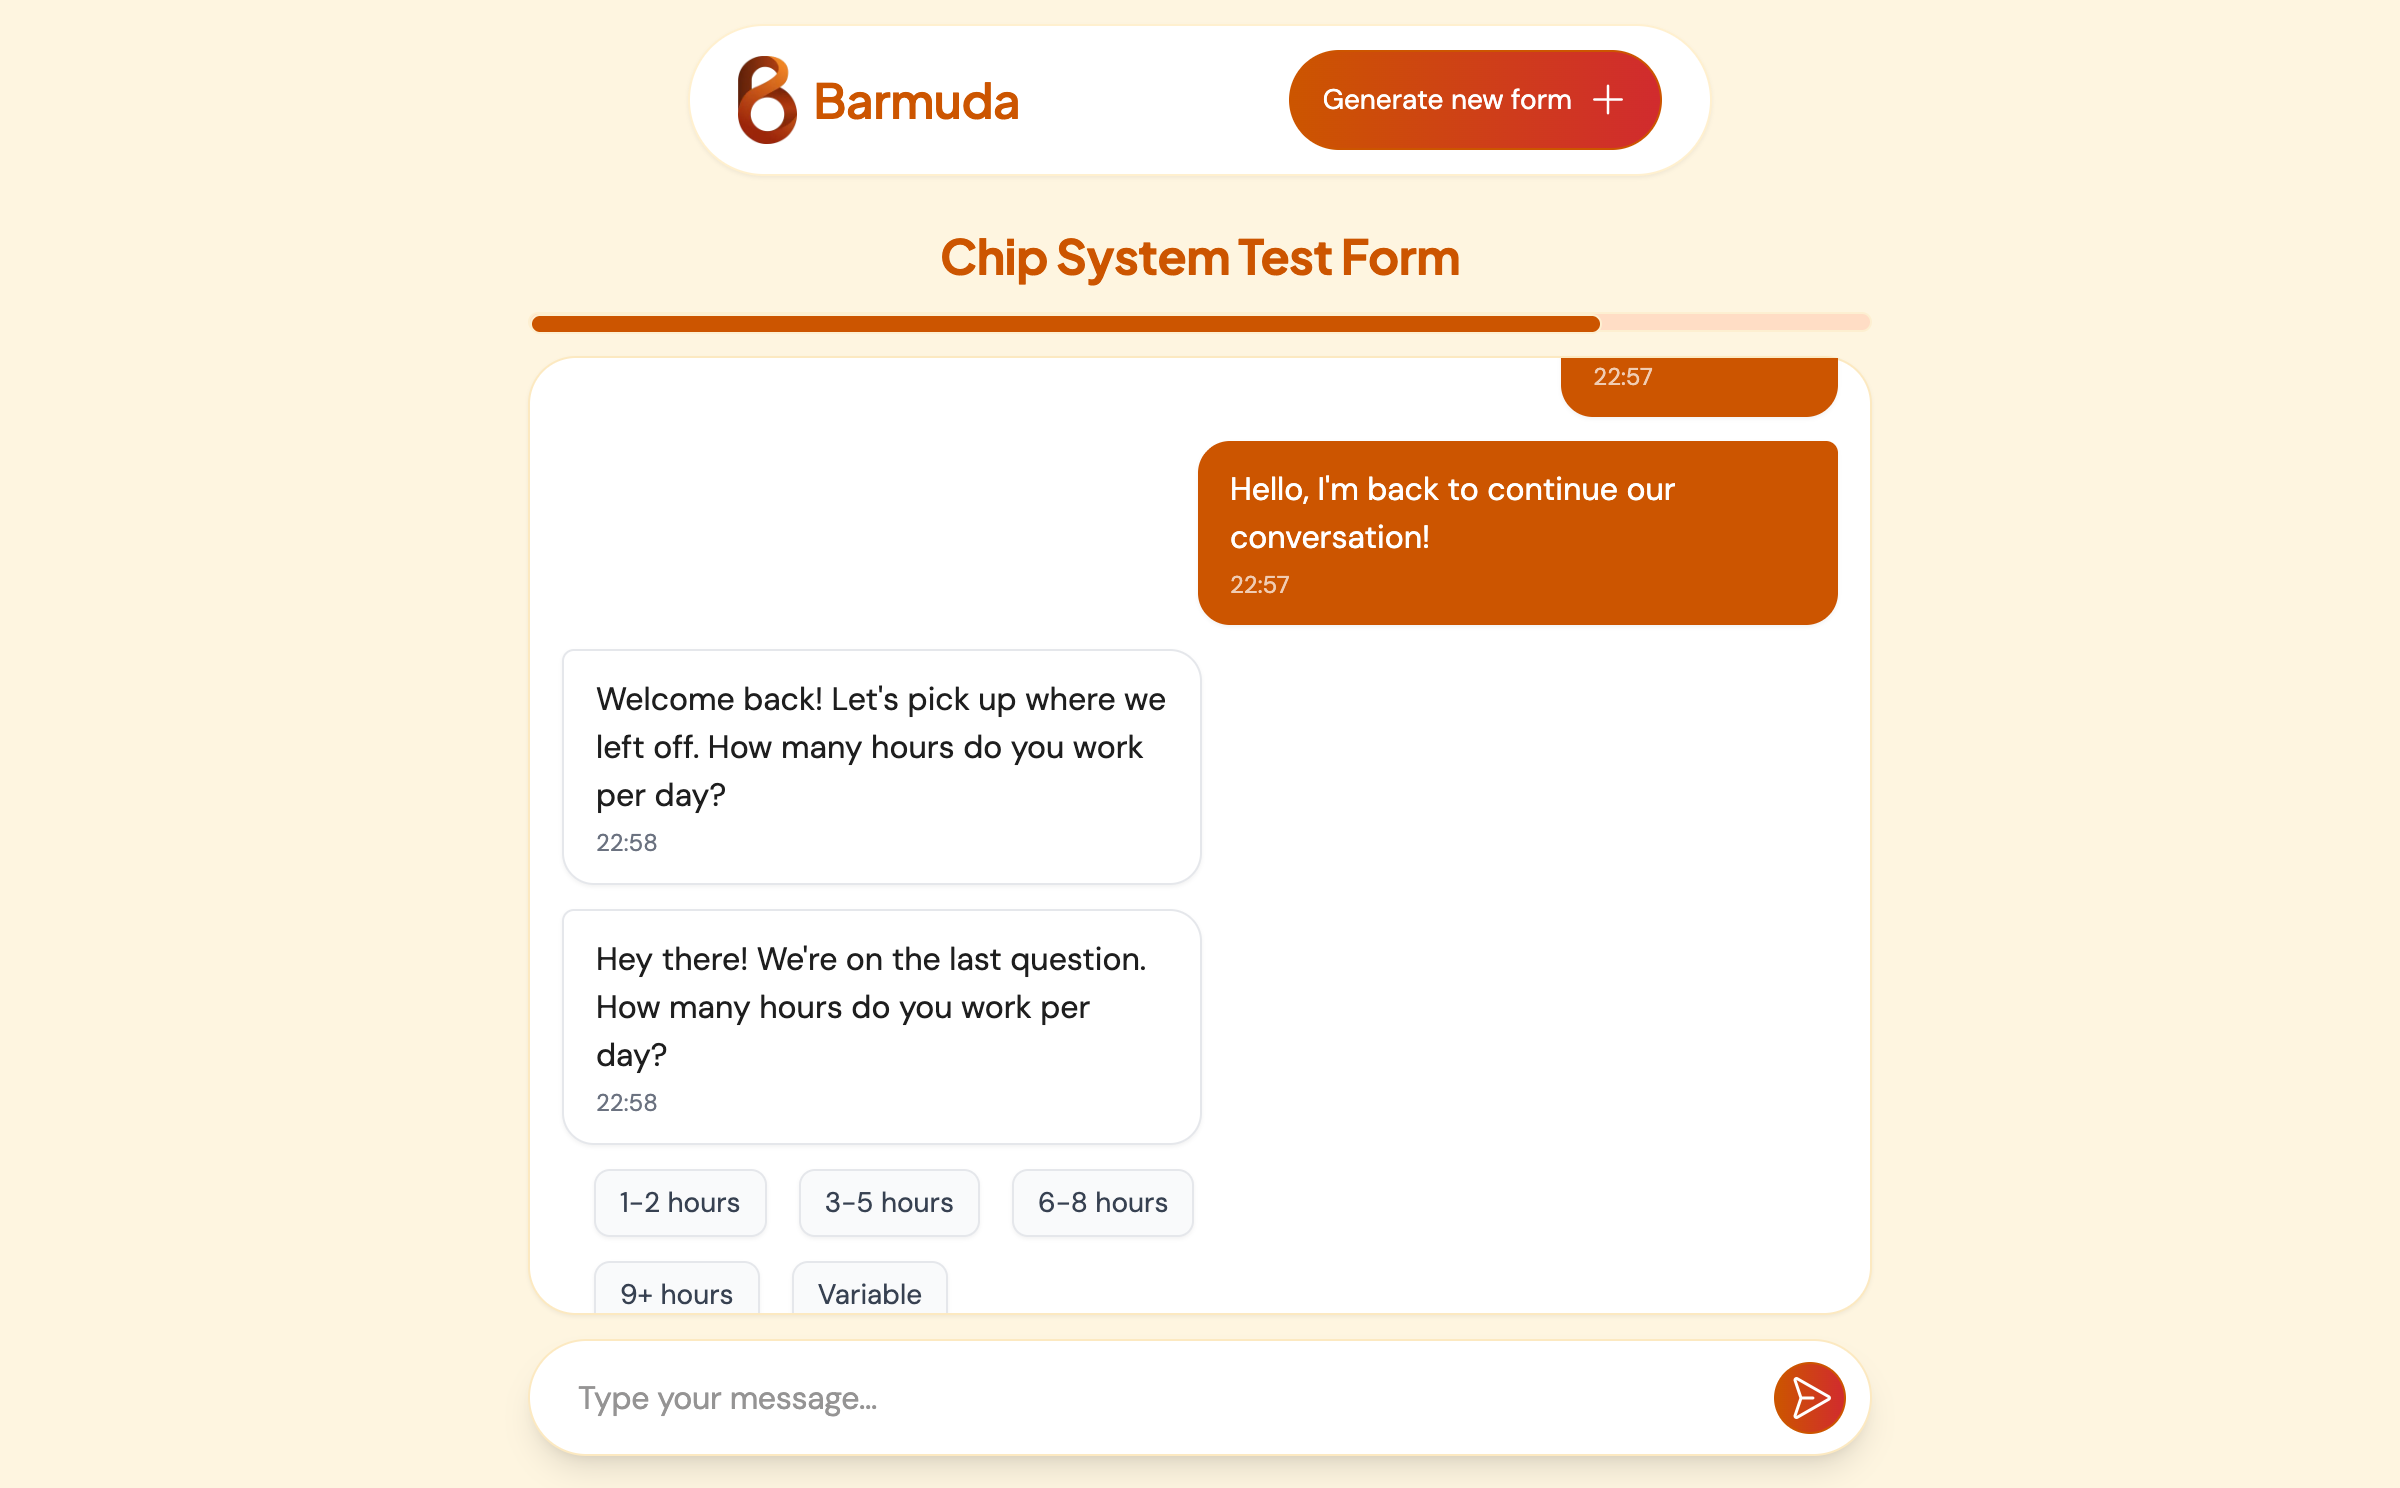 Barmuda
Generate new form
Chip System Test Form
22:57
Hello, I'm back to continue our
conversation!
22:57
Welcome back! Let's pick up where we
left off. How many hours do you work
per day?
22:58
Hey there! We're on the last question.
How many hours do you work per
day?
22:58
1-2 hours
3-5 hours
6-8 hours
9+ hours
Variable
Type your message...